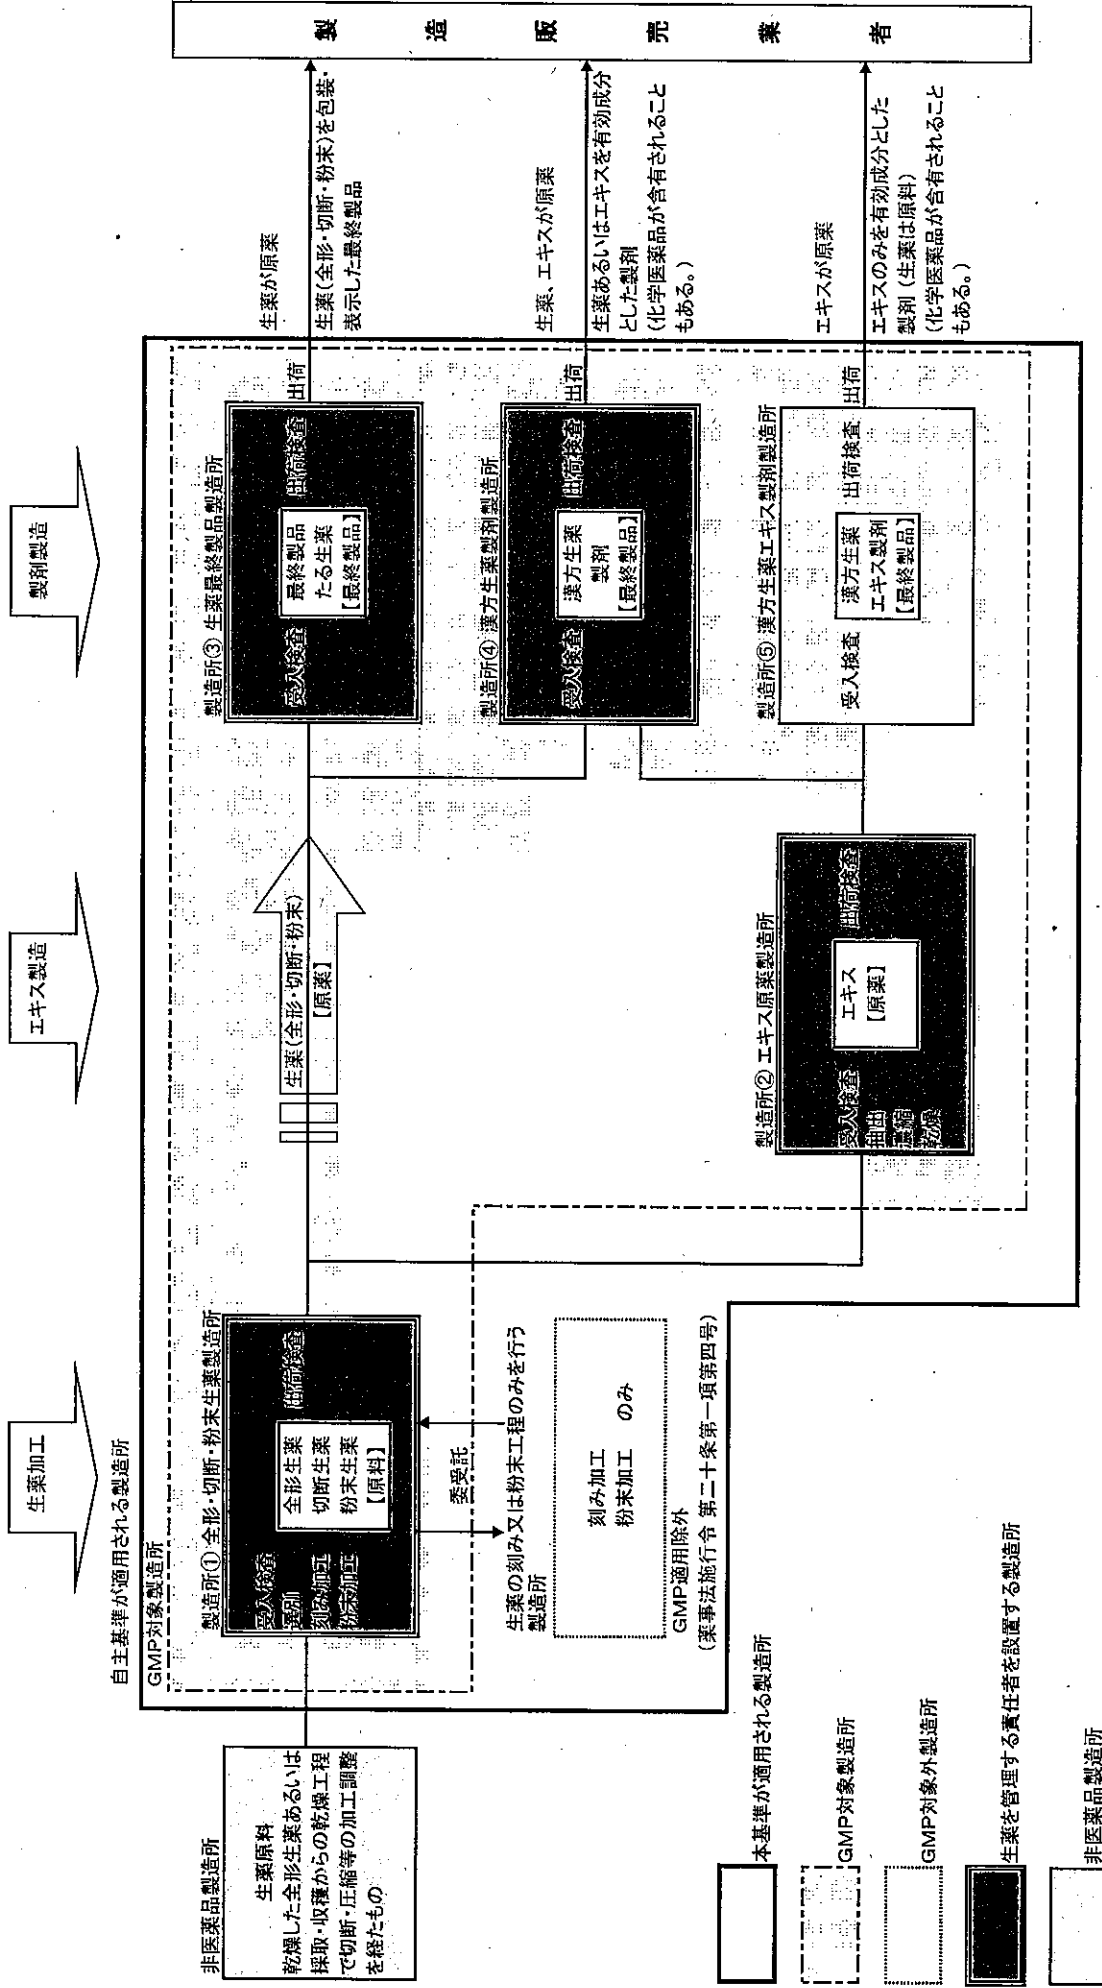 生薬加工
エキス製造
製剤製造
自主基準が適用される製造所
GMP対象製造所
非医薬品製造所
生薬原料
乾燥した全形生薬あるいは
採取・収穫からの乾燥工程
で切断・圧縮等の加工調整
を経たもの
製造所① 全形・切断・粉末生薬製造所
受入検査
選別
刻み加工
粉末加工
全形生薬
切断生薬
粉末生薬
【原料】
出荷検査
委受託
生薬の刻み又は粉末工程のみを行う
製造所
刻み加工
粉末加工 のみ
GMP適用除外
(薬事法施行令 第二十条第一項第四号)
生薬(全形・切断・粉末)
【原薬】
製造所② エキス原薬製造所
受入検査
抽出
濃縮
乾燥
エキス
【原薬】
出荷検査
製造所③ 生薬最終製品製造所
受入検査
最終製品
たる生薬
【最終製品】
出荷検査
出荷
製造所④ 漢方生薬製剤製造所
受入検査
漢方生薬
製剤
【最終製品】
出荷検査
出荷
製造所⑤ 漢方生薬エキス製剤製造所
受入検査
漢方生薬
エキス製剤
【最終製品】
出荷検査
出荷
生薬が原薬
生薬(全形・切断・粉末)を包装・
表示した最終製品
生薬、エキスが原薬
生薬あるいはエキスを有効成分
とした製剤
(化学医薬品が含有されること
もある。)
エキスが原薬
エキスのみを有効成分とした
製剤 (生薬は原料)
(化学医薬品が含有されること
もある。)
製造販売業者
本基準が適用される製造所
GMP対象製造所
GMP対象外製造所
生薬を管理する責任者を設置する製造所
非医薬品製造所